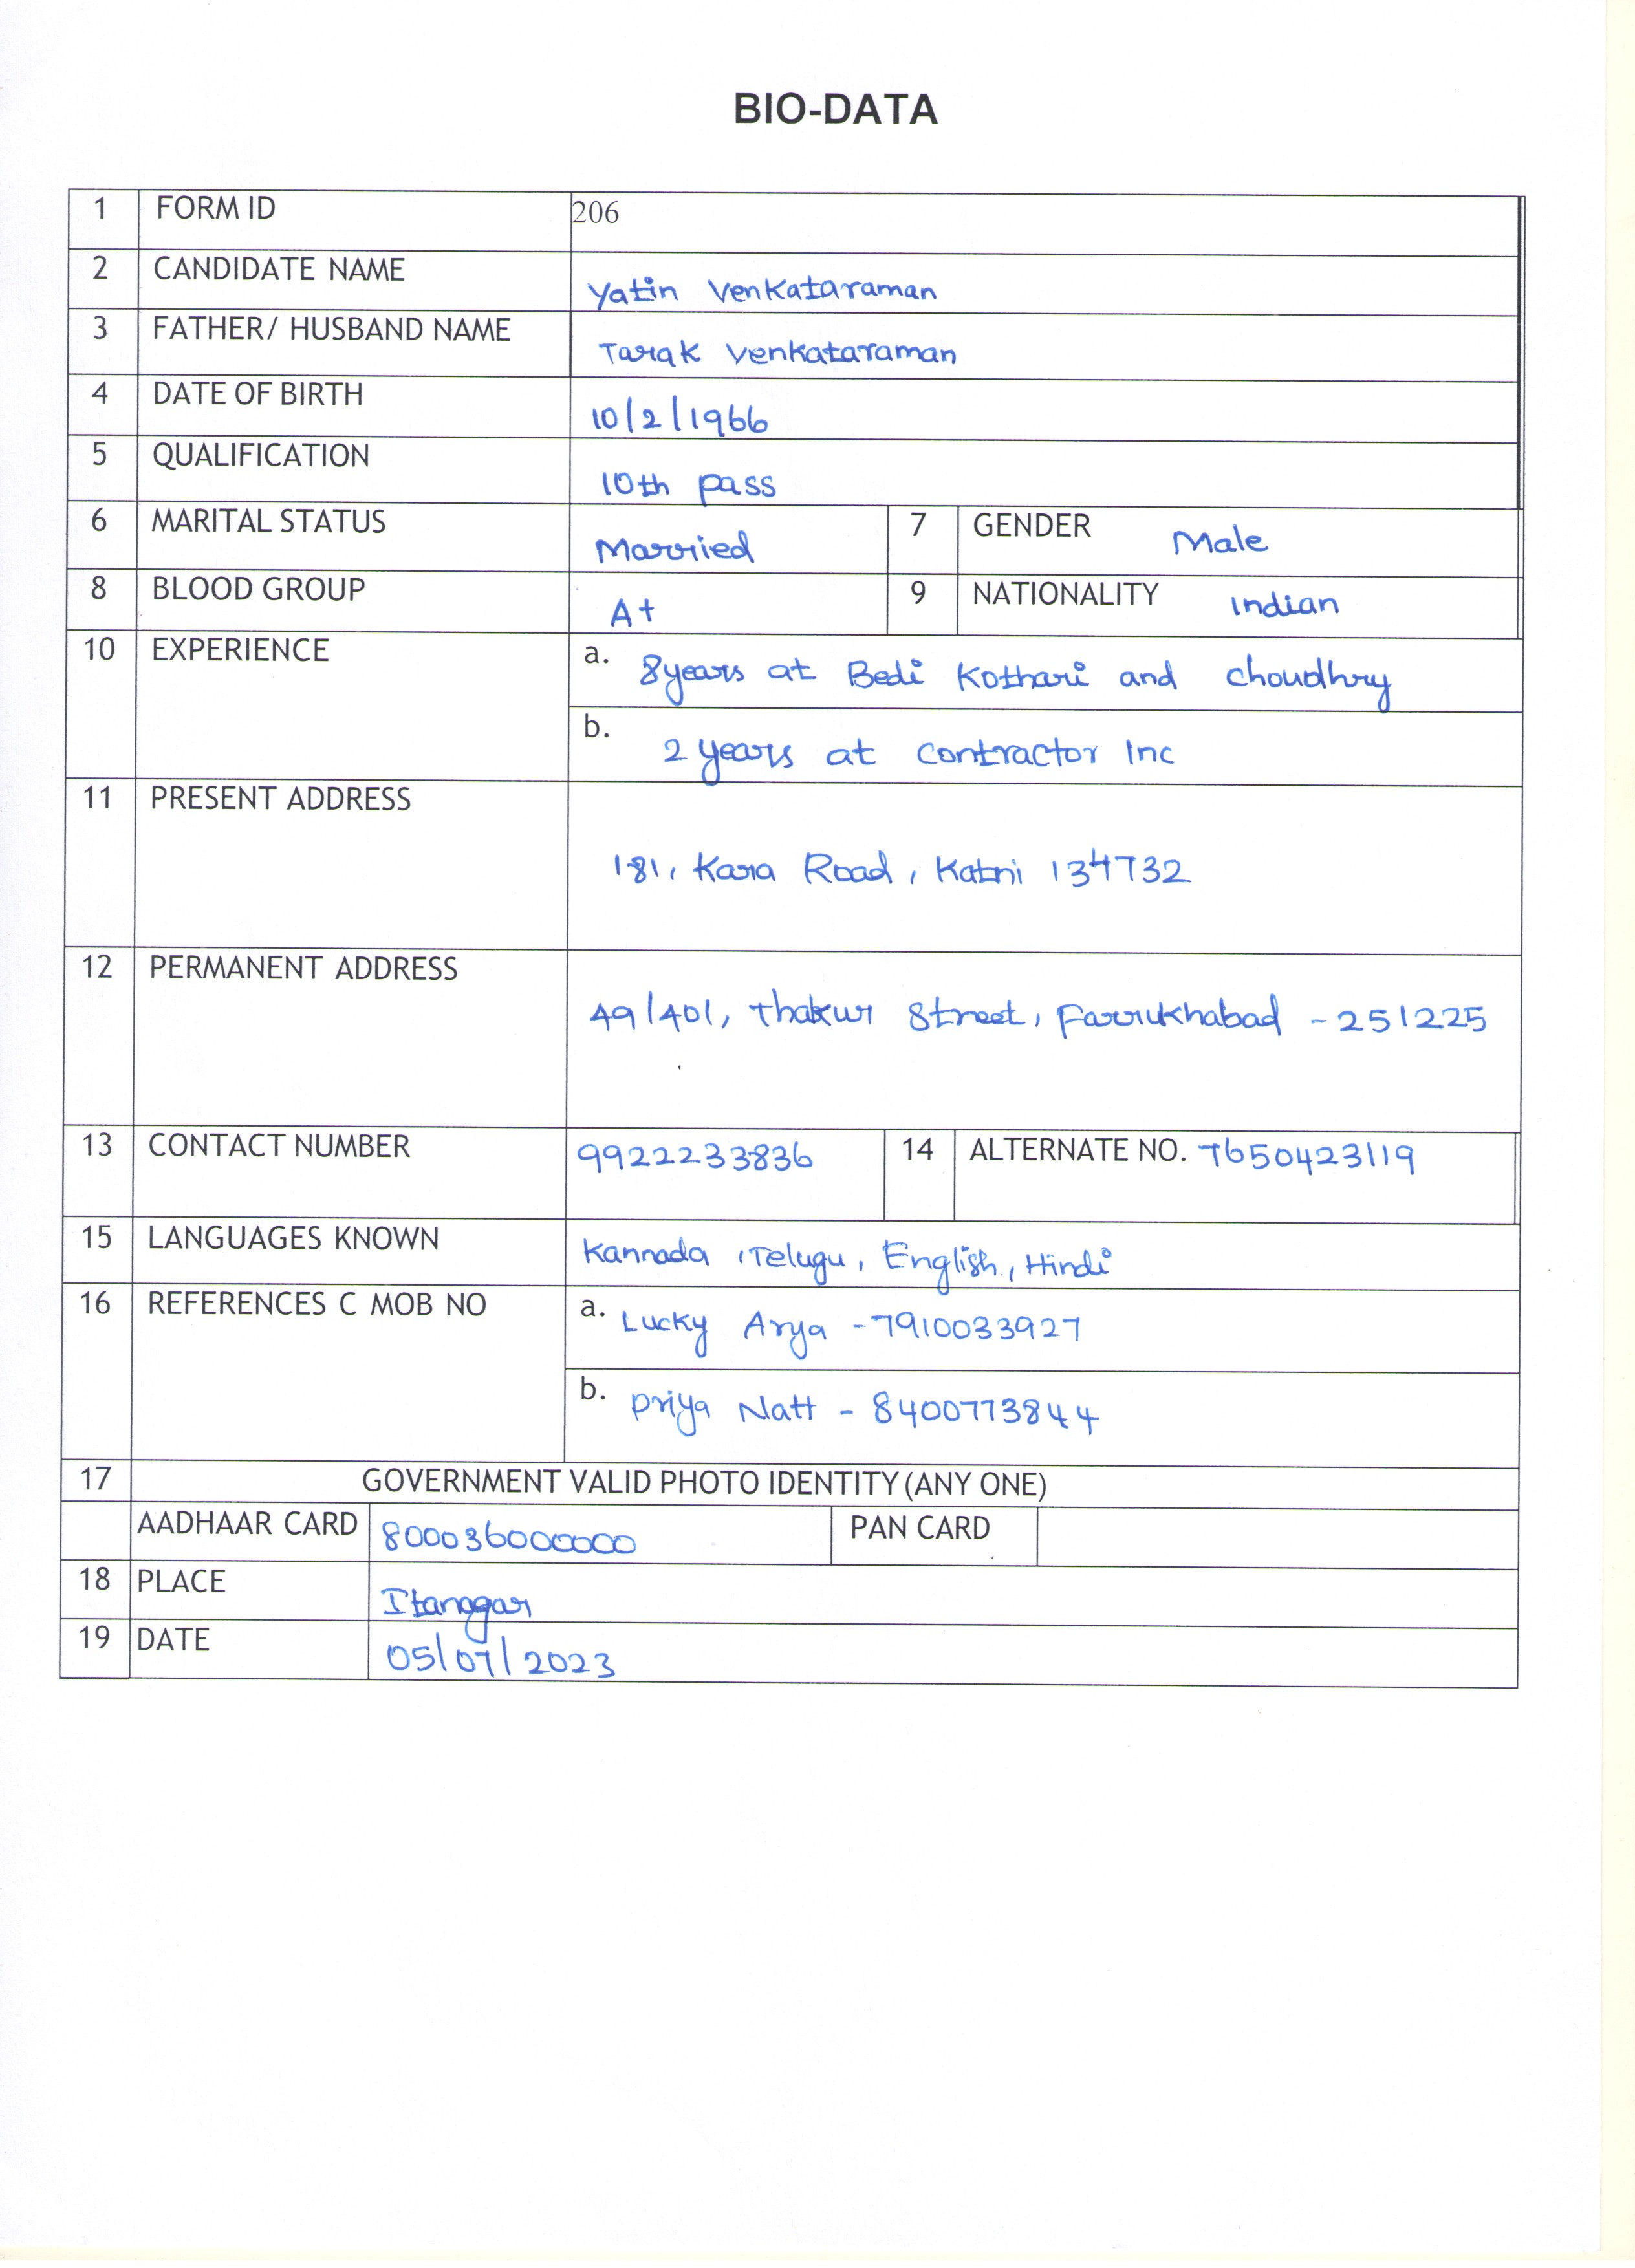 BIO-DATA
1 FORM ID 206
2 CANDIDATE NAME Yatin Venkataraman
3 FATHER/ HUSBAND NAME Tarak Venkataraman
4 DATE OF BIRTH 10/2/1966
5 QUALIFICATION 10th pass
6 MARITAL STATUS Married 7 GENDER Male
8 BLOOD GROUP A+ 9 NATIONALITY Indian
10 EXPERIENCE a. 8years at Bedi Kothari and choudhry
b. 2 years at contractor Inc
11 PRESENT ADDRESS
181, Kara Road, Katni 134732
12 PERMANENT ADDRESS
49/401, Thakur Street, Farrukhabad - 251225
13 CONTACT NUMBER 9922233836 14 ALTERNATE NO. 7650423119
15 LANGUAGES KNOWN Kannada, Telugu, English, Hindi
16 REFERENCES C MOB NO a. Lucky Arya - 7910033927
b. Priya Natt - 8400773844
17 GOVERNMENT VALID PHOTO IDENTITY (ANY ONE)
AADHAAR CARD 800036000000 PAN CARD
18 PLACE Itanagar
19 DATE 05/07/2023